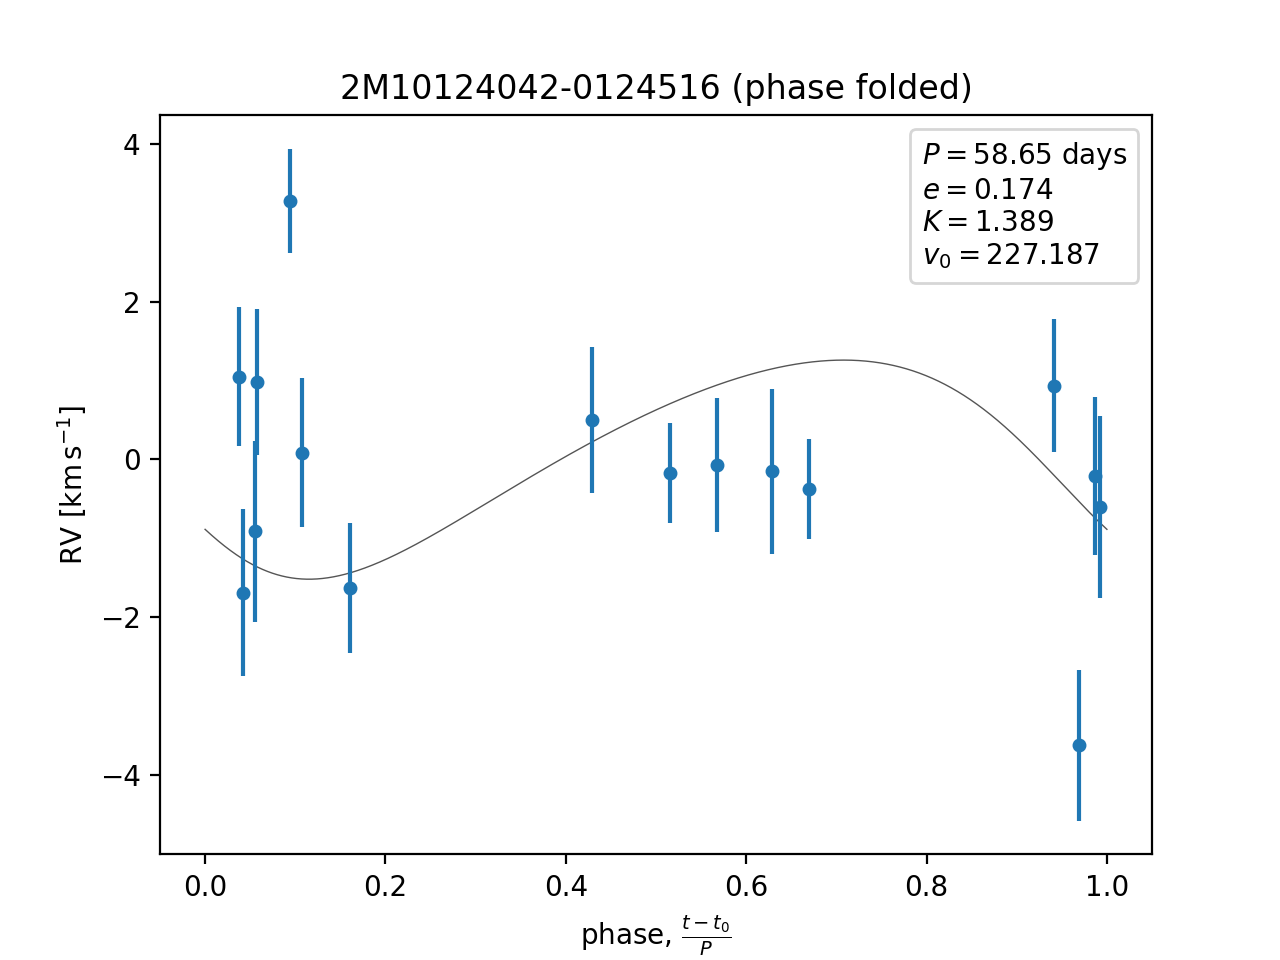 2M10124042-0124516 (phase folded)
P = 58.65 days
e = 0.174
K = 1.389
v₀ = 227.187
RV [km s⁻¹]
4
2
0
−2
−4
0.0 0.2 0.4 0.6 0.8 1.0
phase, (t − t₀)/P